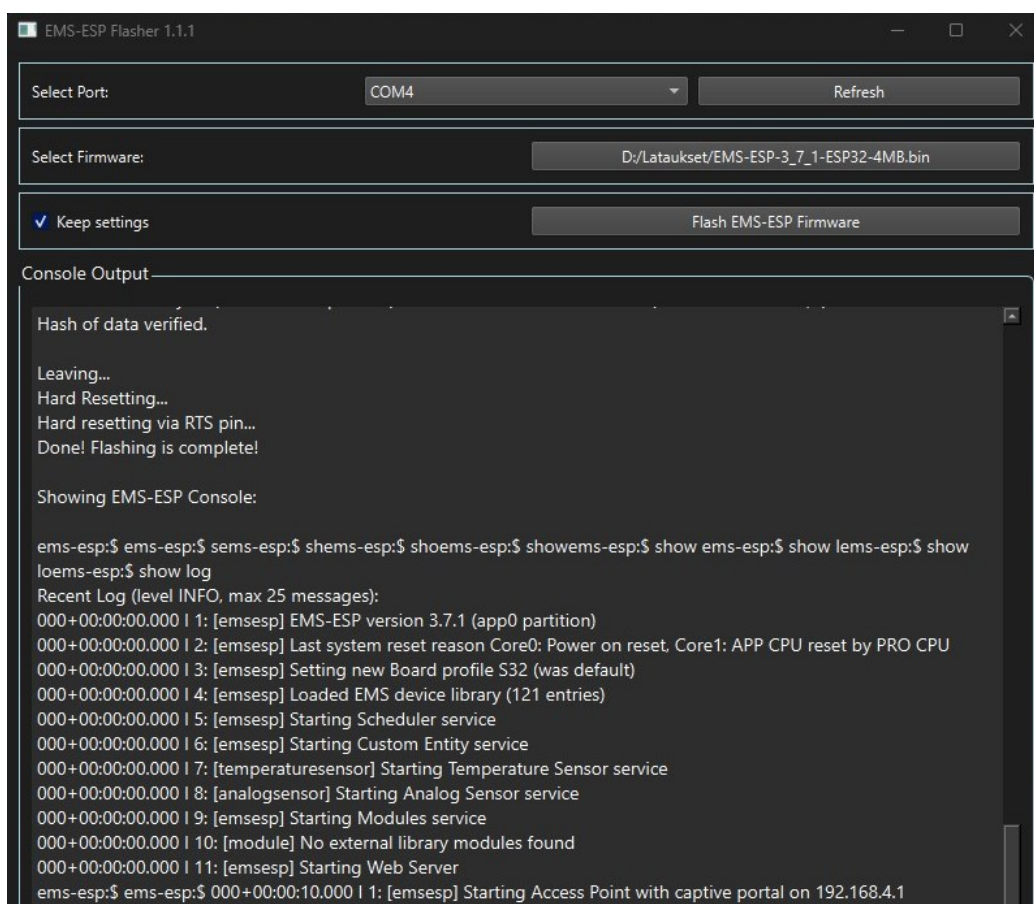 EMS-ESP Flasher 1.1.1
Select Port:
COM4
Refresh
Select Firmware:
D:/Lataukset/EMS-ESP-3_7_1-ESP32-4MB.bin
Keep settings
Flash EMS-ESP Firmware
Console Output
Hash of data verified.
Leaving...
Hard Resetting...
Hard resetting via RTS pin...
Done! Flashing is complete!
Showing EMS-ESP Console:
ems-esp:$ ems-esp:$ sems-esp:$ shems-esp:$ shoems-esp:$ showems-esp:$ show ems-esp:$ show lems-esp:$ show
loems-esp:$ show log
Recent Log (level INFO, max 25 messages):
000+00:00:00.000 I 1: [emsesp] EMS-ESP version 3.7.1 (app0 partition)
000+00:00:00.000 I 2: [emsesp] Last system reset reason Core0: Power on reset, Core1: APP CPU reset by PRO CPU
000+00:00:00.000 I 3: [emsesp] Setting new Board profile S32 (was default)
000+00:00:00.000 I 4: [emsesp] Loaded EMS device library (121 entries)
000+00:00:00.000 I 5: [emsesp] Starting Scheduler service
000+00:00:00.000 I 6: [emsesp] Starting Custom Entity service
000+00:00:00.000 I 7: [temperaturesensor] Starting Temperature Sensor service
000+00:00:00.000 I 8: [analogsensor] Starting Analog Sensor service
000+00:00:00.000 I 9: [emsesp] Starting Modules service
000+00:00:00.000 I 10: [module] No external library modules found
000+00:00:00.000 I 11: [emsesp] Starting Web Server
ems-esp:$ ems-esp:$ 000+00:00:10.000 I 1: [emsesp] Starting Access Point with captive portal on 192.168.4.1